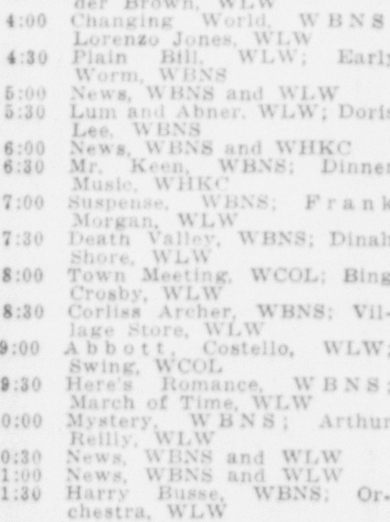 der Brown, WLW
4:00 Changing World, WBNS
Lorenzo Jones, WLW
4:30 Plain Bill, WLW; Early
Worm, WBNS
5:00 News, WBNS and WLW
5:30 Lum and Abner, WLW; Doris
Lee, WBNS
6:00 News, WBNS and WHKC
6:30 Mr. Keen, WBNS; Dinner
Music, WHKC
7:00 Suspense, WBNS; Frank
Morgan, WLW
7:30 Death Valley, WBNS; Dinah
Shore, WLW
8:00 Town Meeting, WCOL; Bing
Crosby, WLW
8:30 Corliss Archer, WBNS; Vil-
lage Store, WLW
9:00 Abbott, Costello, WLW;
Swing, WCOL
9:30 Here's Romance, WBNS;
March of Time, WLW
0:00 Mystery, WBNS; Arthur
Reilly, WLW
0:30 News, WBNS and WLW
1:00 News, WBNS and WLW
1:30 Harry Busse, WBNS; Or-
chestra, WLW